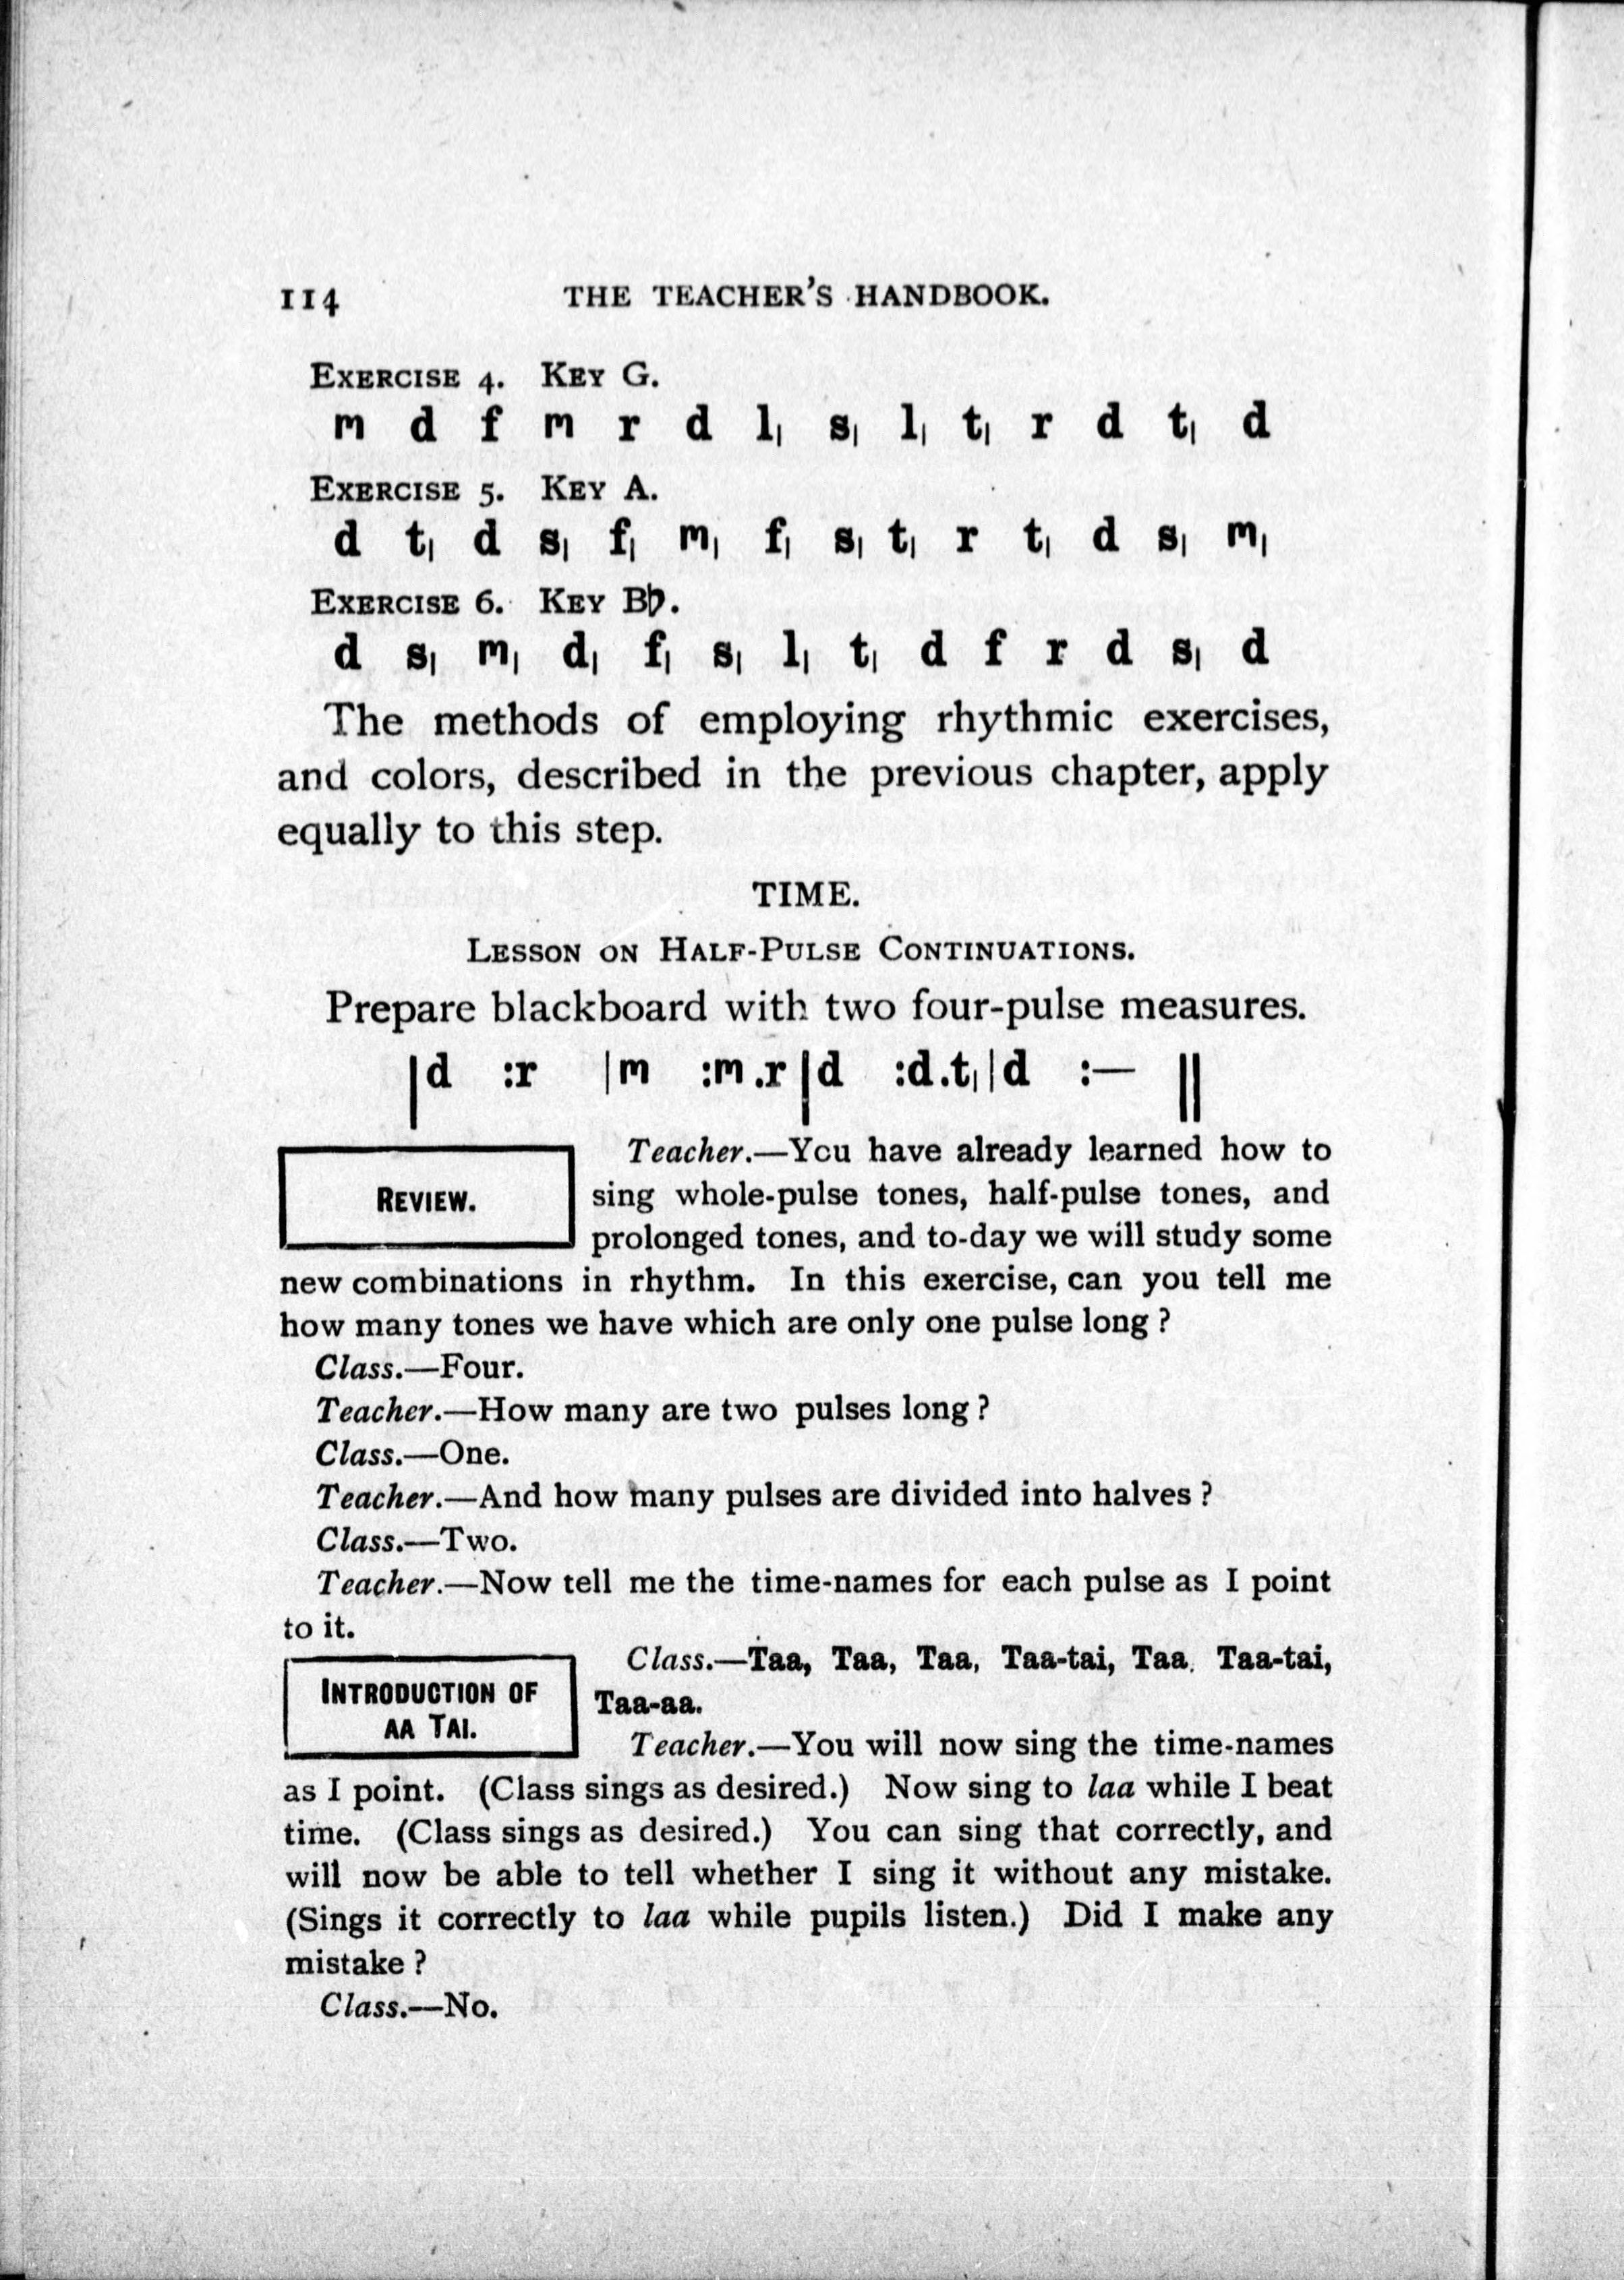 114 THE TEACHER'S HANDBOOK.
EXERCISE 4. KEY G.
m d f m r d l| s| l| t| r d t| d
EXERCISE 5. KEY A.
d t| d s| f| m| f| s| t| r t| d s| m|
EXERCISE 6. KEY B♭.
d s| m| d| f| s| l| t| d f r d s| d
The methods of employing rhythmic exercises,
and colors, described in the previous chapter, apply
equally to this step.
TIME.
LESSON ON HALF-PULSE CONTINUATIONS.
Prepare blackboard with two four-pulse measures.
|d :r |m :m .r |d :d .t| |d :— ||
REVIEW.
Teacher.—You have already learned how to
sing whole-pulse tones, half-pulse tones, and
prolonged tones, and to-day we will study some
new combinations in rhythm. In this exercise, can you tell me
how many tones we have which are only one pulse long ?
Class.—Four.
Teacher.—How many are two pulses long ?
Class.—One.
Teacher.—And how many pulses are divided into halves ?
Class.—Two.
Teacher.—Now tell me the time-names for each pulse as I point
to it.
INTRODUCTION OF
AA TAI.
Class.—Taa, Taa, Taa, Taa-tai, Taa, Taa-tai,
Taa-aa.
Teacher.—You will now sing the time-names
as I point. (Class sings as desired.) Now sing to laa while I beat
time. (Class sings as desired.) You can sing that correctly, and
will now be able to tell whether I sing it without any mistake.
(Sings it correctly to laa while pupils listen.) Did I make any
mistake ?
Class.—No.